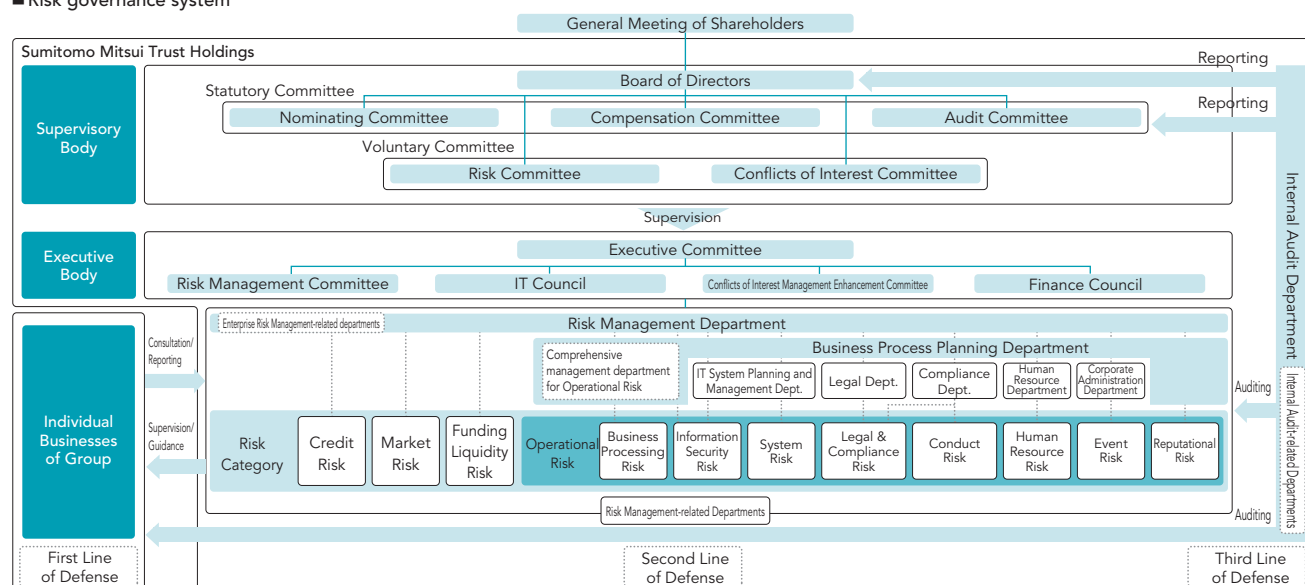 ■ Risk governance system
General Meeting of Shareholders
Sumitomo Mitsui Trust Holdings
Reporting
Board of Directors
Statutory Committee
Reporting
Nominating Committee
Compensation Committee
Audit Committee
Supervisory
Body
Voluntary Committee
Risk Committee
Conflicts of Interest Committee
Supervision
Internal Audit Department
Executive
Body
Executive Committee
Risk Management Committee
IT Council
Conflicts of Interest Management Enhancement Committee
Finance Council
Enterprise Risk Management-related departments
Risk Management Department
Consultation/
Reporting
Comprehensive
management department
for Operational Risk
Business Process Planning Department
IT System Planning and
Management Dept.
Legal Dept.
Compliance
Dept.
Human
Resource
Department
Corporate
Administration
Department
Auditing
Internal Audit-related Departments
Individual
Businesses
of Group
Supervision/
Guidance
Risk
Category
Credit
Risk
Market
Risk
Funding
Liquidity
Risk
Operational
Risk
Business
Processing
Risk
Information
Security
Risk
System
Risk
Legal &
Compliance
Risk
Conduct
Risk
Human
Resource
Risk
Event
Risk
Reputational
Risk
Risk Management-related Departments
Auditing
First Line
of Defense
Second Line
of Defense
Third Line
of Defense